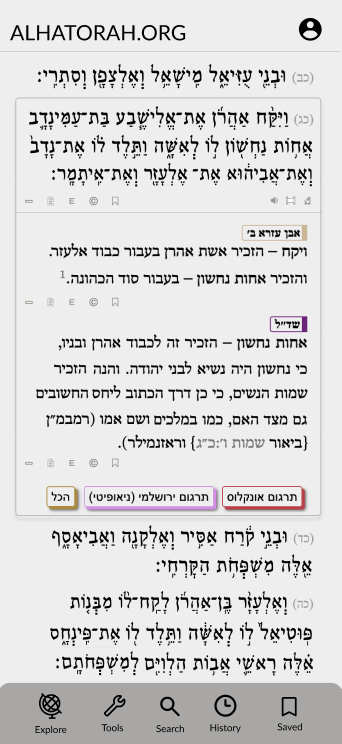 ALHATORAH.ORG
(כב) וּבְנֵי עֻזִּיאֵל מִישָׁאֵל וְאֶלְצָפָן וְסִתְרִי:
(כג) וַיִּקַּח אַהֲרֹן אֶת־אֱלִישֶׁבַע בַּת־עַמִּינָדָב
אֲחוֹת נַחְשׁוֹן לוֹ לְאִשָּׁה וַתֵּלֶד לוֹ אֶת־נָדָב
וְאֶת־אֲבִיהוּא אֶת־אֶלְעָזָר וְאֶת־אִיתָמָר:
E ©
אבן עזרא ב׳
ויקח – הזכיר אשת אהרן בעבור כבוד אלעזר.
והזכיר אחות נחשון – בעבור סוד הכהונה.1
E ©
שד״ל
אחות נחשון – הזכיר זה לכבוד אהרן ובניו,
כי נחשון היה נשיא לבני יהודה. והנה הזכיר
שמות הנשים, כי כן דרך הכתוב ליחס החשובים
גם מצד האם, כמו במלכים ושם אמו (רמבמ״ן
{ביאור שמות ו׳:כ״ג} וראזנמילר).
E ©
תרגום אונקלוס תרגום ירושלמי (ניאופיטי) הכל
(כד) וּבְנֵי קֹרַח אַסִּיר וְאֶלְקָנָה וַאֲבִיאָסָף
אֵלֶּה מִשְׁפְּחֹת הַקׇּרְחִי:
(כה) וְאֶלְעָזָר בֶּן־אַהֲרֹן לָקַח־לוֹ מִבְּנוֹת
פּוּטִיאֵל לוֹ לְאִשָּׁה וַתֵּלֶד לוֹ אֶת־פִּינְחָס
אֵלֶּה רָאשֵׁי אֲבוֹת הַלְוִיִּם לְמִשְׁפְּחֹתָם:
Explore Tools Search History Saved